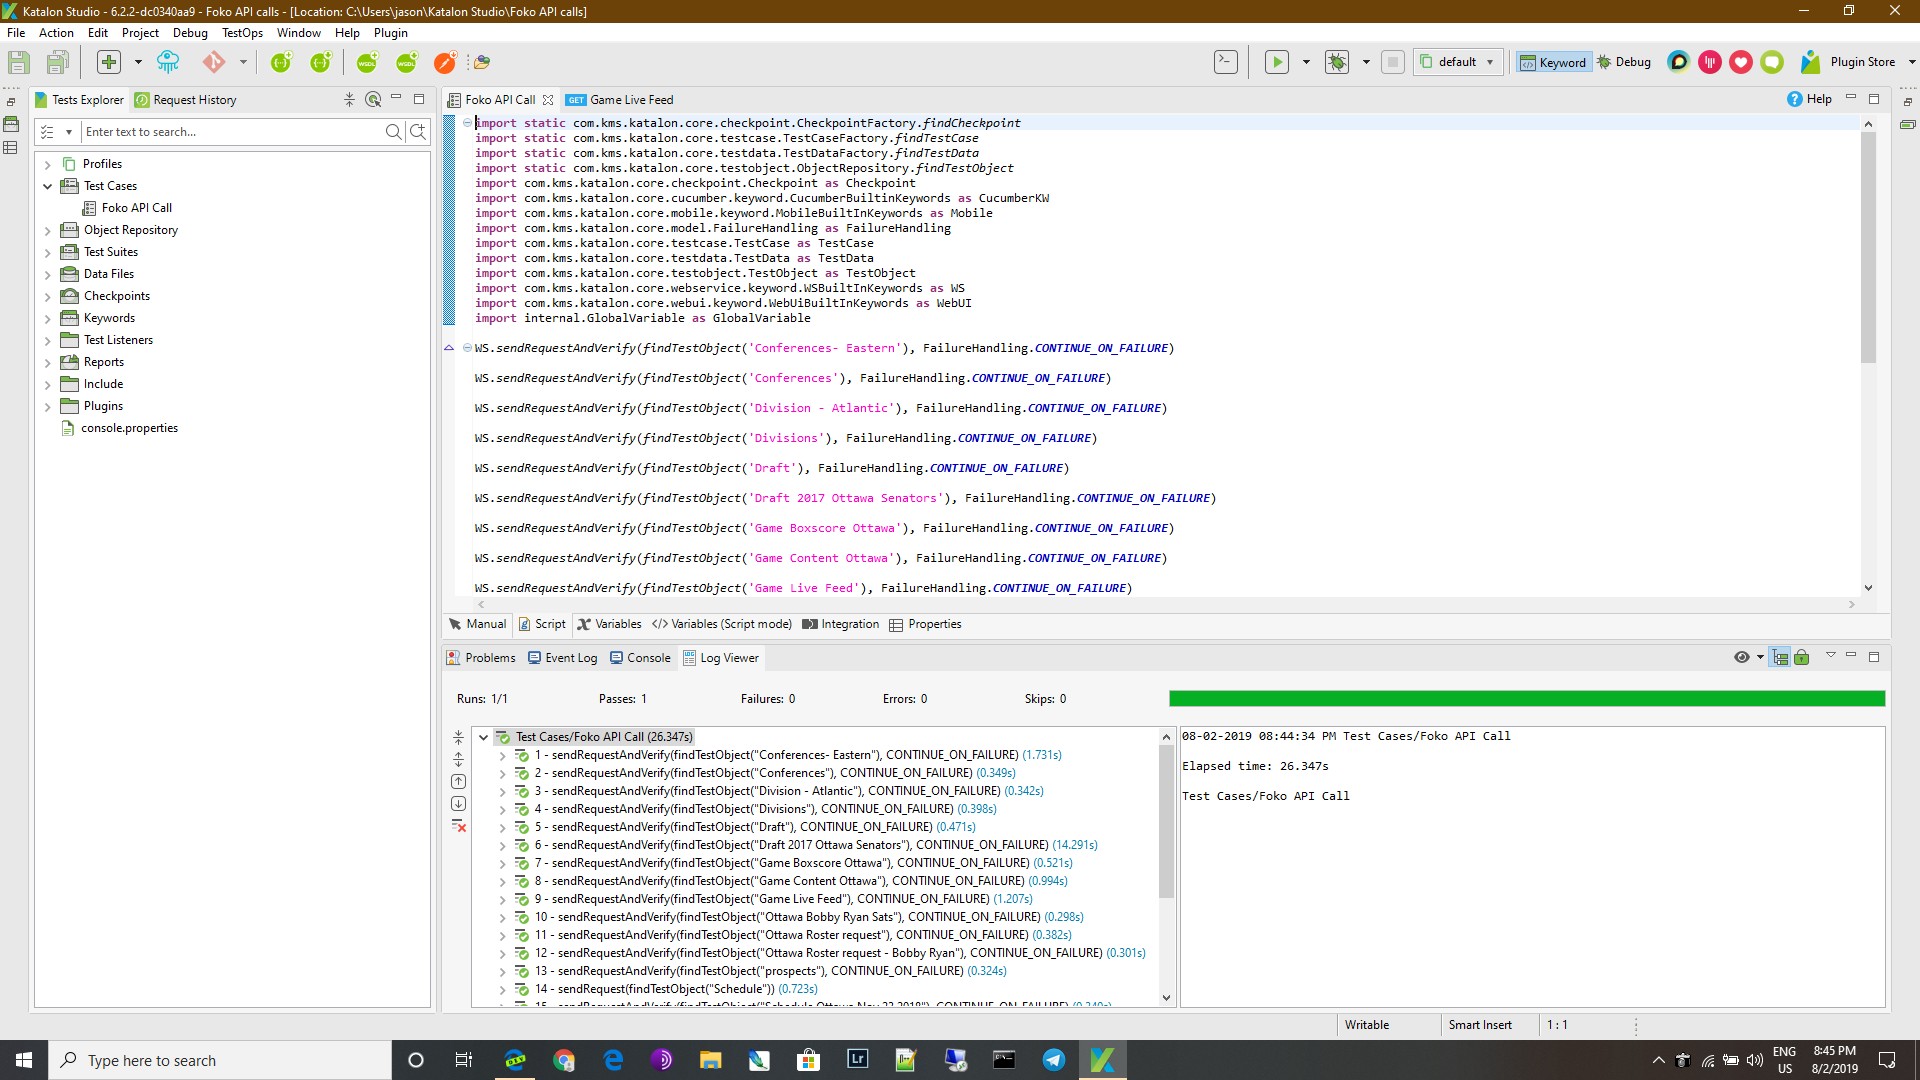 Katalon Studio - 6.2.2-dc0340aa9 - Foko API calls - [Location: C:\Users\jason\Katalon Studio\Foko API calls]
File Action Edit Project Debug TestOps Window Help Plugin
default
Keyword
Debug
Plugin Store
Tests Explorer
Request History
Enter text to search...
Profiles
Test Cases
Foko API Call
Object Repository
Test Suites
Data Files
Checkpoints
Keywords
Test Listeners
Reports
Include
Plugins
console.properties
Foko API Call
GET Game Live Feed
Help
import static com.kms.katalon.core.checkpoint.CheckpointFactory.findCheckpoint
import static com.kms.katalon.core.testcase.TestCaseFactory.findTestCase
import static com.kms.katalon.core.testdata.TestDataFactory.findTestData
import static com.kms.katalon.core.testobject.ObjectRepository.findTestObject
import com.kms.katalon.core.checkpoint.Checkpoint as Checkpoint
import com.kms.katalon.core.cucumber.keyword.CucumberBuiltinKeywords as CucumberKW
import com.kms.katalon.core.mobile.keyword.MobileBuiltInKeywords as Mobile
import com.kms.katalon.core.model.FailureHandling as FailureHandling
import com.kms.katalon.core.testcase.TestCase as TestCase
import com.kms.katalon.core.testdata.TestData as TestData
import com.kms.katalon.core.testobject.TestObject as TestObject
import com.kms.katalon.core.webservice.keyword.WSBuiltInKeywords as WS
import com.kms.katalon.core.webui.keyword.WebUiBuiltInKeywords as WebUI
import internal.GlobalVariable as GlobalVariable
WS.sendRequestAndVerify(findTestObject('Conferences- Eastern'), FailureHandling.CONTINUE_ON_FAILURE)
WS.sendRequestAndVerify(findTestObject('Conferences'), FailureHandling.CONTINUE_ON_FAILURE)
WS.sendRequestAndVerify(findTestObject('Division - Atlantic'), FailureHandling.CONTINUE_ON_FAILURE)
WS.sendRequestAndVerify(findTestObject('Divisions'), FailureHandling.CONTINUE_ON_FAILURE)
WS.sendRequestAndVerify(findTestObject('Draft'), FailureHandling.CONTINUE_ON_FAILURE)
WS.sendRequestAndVerify(findTestObject('Draft 2017 Ottawa Senators'), FailureHandling.CONTINUE_ON_FAILURE)
WS.sendRequestAndVerify(findTestObject('Game Boxscore Ottawa'), FailureHandling.CONTINUE_ON_FAILURE)
WS.sendRequestAndVerify(findTestObject('Game Content Ottawa'), FailureHandling.CONTINUE_ON_FAILURE)
WS.sendRequestAndVerify(findTestObject('Game Live Feed'), FailureHandling.CONTINUE_ON_FAILURE)
Manual Script Variables </> Variables (Script mode) Integration Properties
Problems Event Log Console Log Viewer
Runs: 1/1 Passes: 1 Failures: 0 Errors: 0 Skips: 0
Test Cases/Foko API Call (26.347s)
1 - sendRequestAndVerify(findTestObject("Conferences- Eastern"), CONTINUE_ON_FAILURE) (1.731s)
2 - sendRequestAndVerify(findTestObject("Conferences"), CONTINUE_ON_FAILURE) (0.349s)
3 - sendRequestAndVerify(findTestObject("Division - Atlantic"), CONTINUE_ON_FAILURE) (0.342s)
4 - sendRequestAndVerify(findTestObject("Divisions"), CONTINUE_ON_FAILURE) (0.398s)
5 - sendRequestAndVerify(findTestObject("Draft"), CONTINUE_ON_FAILURE) (0.471s)
6 - sendRequestAndVerify(findTestObject("Draft 2017 Ottawa Senators"), CONTINUE_ON_FAILURE) (14.291s)
7 - sendRequestAndVerify(findTestObject("Game Boxscore Ottawa"), CONTINUE_ON_FAILURE) (0.521s)
8 - sendRequestAndVerify(findTestObject("Game Content Ottawa"), CONTINUE_ON_FAILURE) (0.994s)
9 - sendRequestAndVerify(findTestObject("Game Live Feed"), CONTINUE_ON_FAILURE) (1.207s)
10 - sendRequestAndVerify(findTestObject("Ottawa Bobby Ryan Sats"), CONTINUE_ON_FAILURE) (0.298s)
11 - sendRequestAndVerify(findTestObject("Ottawa Roster request"), CONTINUE_ON_FAILURE) (0.382s)
12 - sendRequestAndVerify(findTestObject("Ottawa Roster request - Bobby Ryan"), CONTINUE_ON_FAILURE) (0.301s)
13 - sendRequestAndVerify(findTestObject("prospects"), CONTINUE_ON_FAILURE) (0.324s)
14 - sendRequest(findTestObject("Schedule")) (0.723s)
15 - sendRequestAndVerify(findTestObject("Schedule Ottawa Nov 23 2018"), CONTINUE_ON_FAILURE) (0.340s)
08-02-2019 08:44:34 PM Test Cases/Foko API Call
Elapsed time: 26.347s
Test Cases/Foko API Call
Writable
Smart Insert
1 : 1
Type here to search
Lr
ENG
US
8:45 PM
8/2/2019